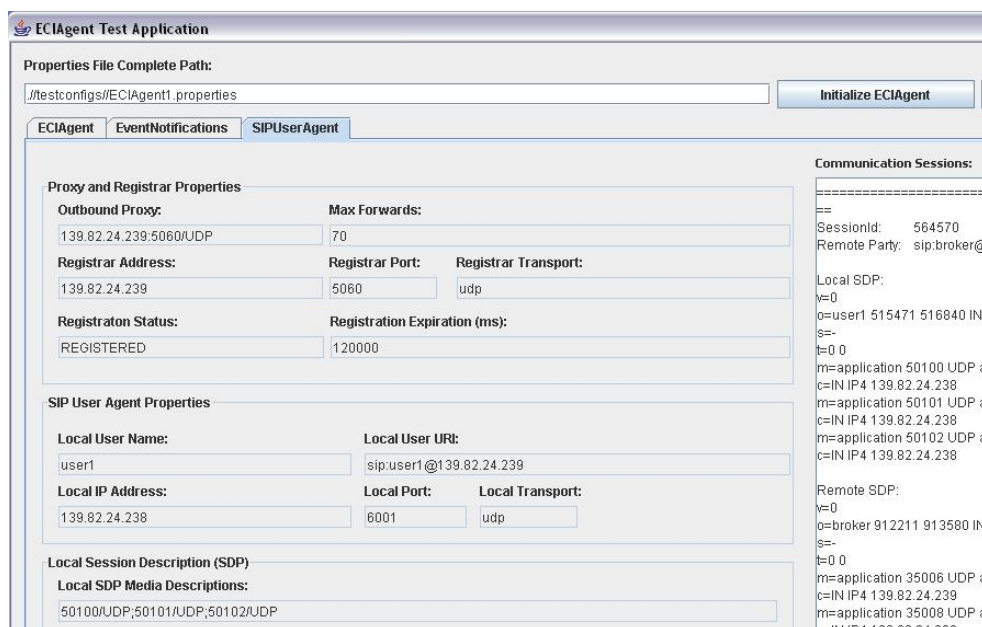 ECIAgent Test Application
Properties File Complete Path:
.//testconfigs//ECIAgent1.properties
Initialize ECIAgent
ECIAgent EventNotifications SIPUserAgent
Proxy and Registrar Properties
Outbound Proxy: Max Forwards:
139.82.24.239:5060/UDP 70
Registrar Address: Registrar Port: Registrar Transport:
139.82.24.239 5060 udp
Registraton Status: Registration Expiration (ms):
REGISTERED 120000
SIP User Agent Properties
Local User Name: Local User URI:
user1 sip:user1@139.82.24.239
Local IP Address: Local Port: Local Transport:
139.82.24.238 6001 udp
Local Session Description (SDP)
Local SDP Media Descriptions:
50100/UDP;50101/UDP;50102/UDP
Communication Sessions:
======================
==
SessionId: 564570
Remote Party: sip:broker@
Local SDP:
v=0
o=user1 515471 516840 IN
s=-
t=0 0
m=application 50100 UDP
c=IN IP4 139.82.24.238
m=application 50101 UDP
c=IN IP4 139.82.24.238
m=application 50102 UDP
c=IN IP4 139.82.24.238
Remote SDP:
v=0
o=broker 912211 913580 IN
s=-
t=0 0
m=application 35006 UDP
c=IN IP4 139.82.24.239
m=application 35008 UDP